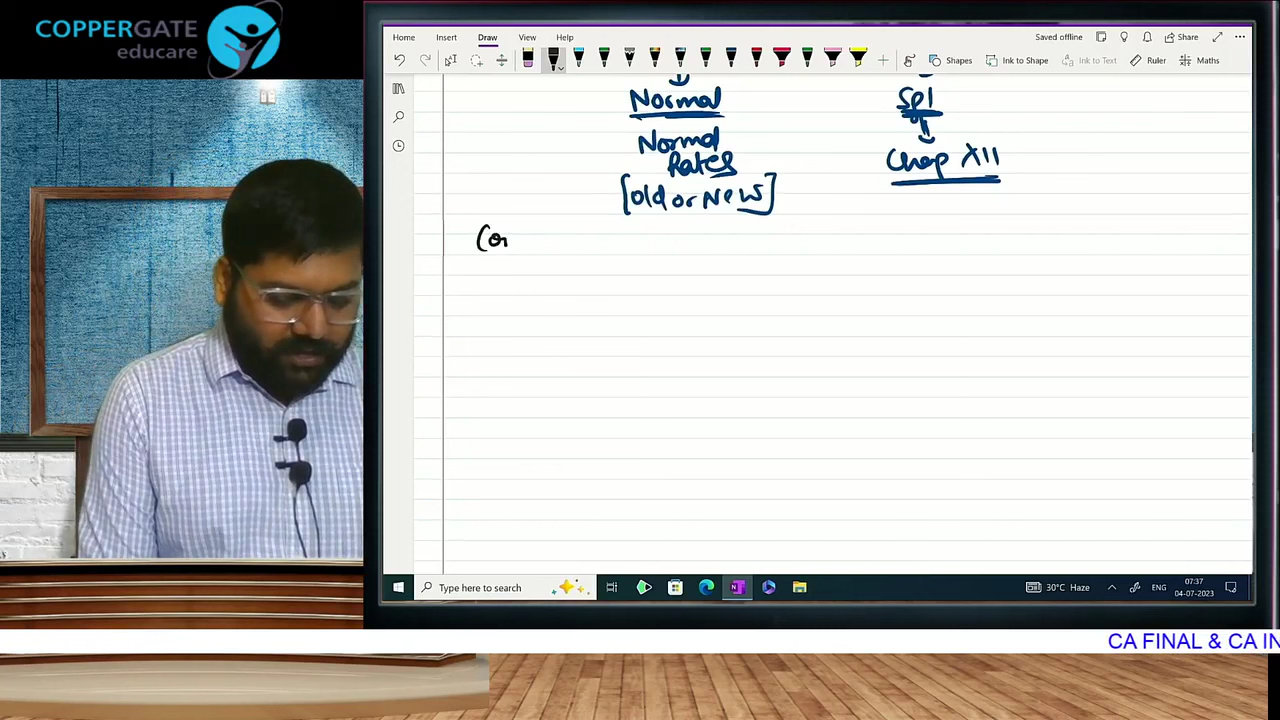 COPPERGATE
educare
Home Insert Draw View Help
Saved offline
Share
Shapes
Ink to Shape
Ink to Text
Ruler
Maths
Normal
Spl
Normal
Rates
Chap XII
[Old or New]
(or
Type here to search
30°C Haze
ENG
07:37
04-07-2023
CA FINAL & CA IN